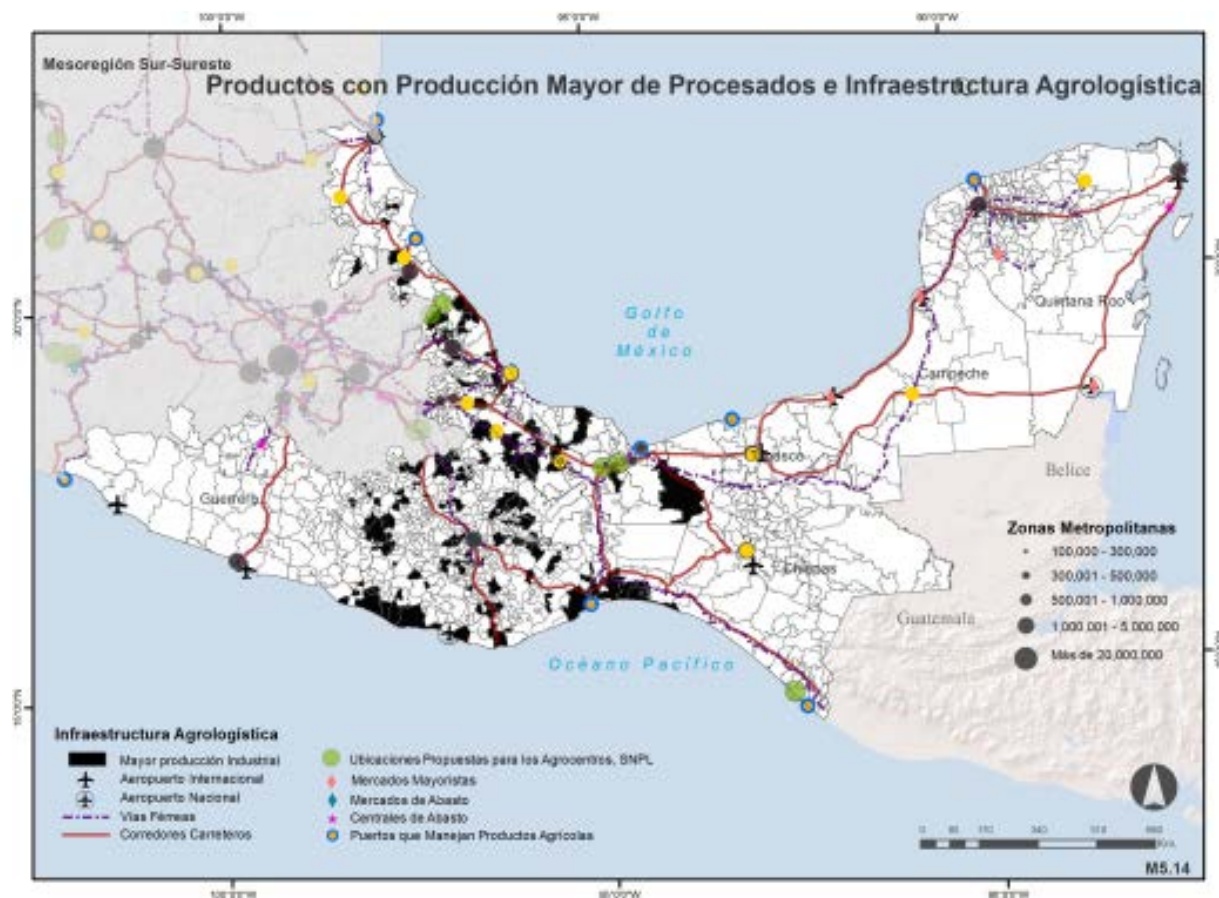 Mesoregión Sur-Sureste
Productos con Producción Mayor de Procesados e Infraestructura Agrologística
Golfo
de
México
Quintana Roo
Campeche
Guerrero
Chiapas
Belice
Guatemala
Océano Pacífico
Zonas Metropolitanas
100,000 - 300,000
300,001 - 500,000
500,001 - 1,000,000
1,000,001 - 5,000,000
Más de 20,000,000
Infraestructura Agrologística
Mayor producción Industrial
Aeropuerto Internacional
Aeropuerto Nacional
Vías Férreas
Corredores Carreteros
Ubicaciones Propuestas para los Agrocentros, SNPL
Mercados Mayoristas
Mercados de Abasto
Centrales de Abasto
Puertos que Manejan Productos Agrícolas
M5.14